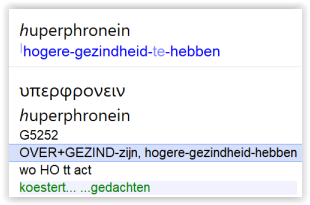 huperphronein
|hogere-gezindheid-te-hebben
υπερφρονειν
huperphronein
G5252
OVER+GEZIND-zijn, hogere-gezindheid-hebben
wo HO tt act
koestert... ...gedachten